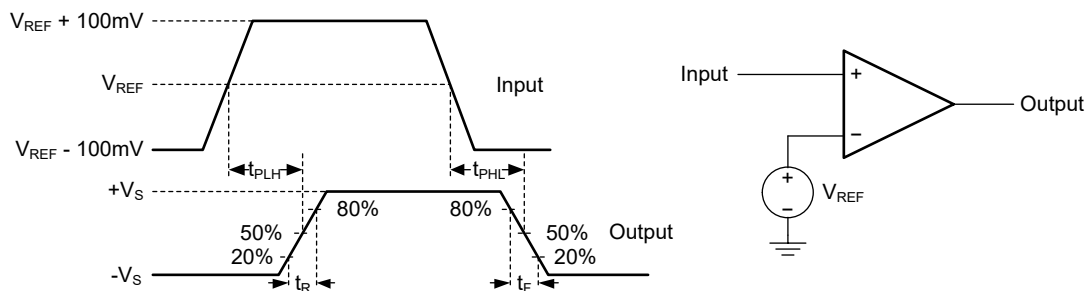 V_REF + 100mV
V_REF
Input
V_REF - 100mV
t_PLH
t_PHL
+V_S
80%
80%
50%
50%
Output
20%
20%
-V_S
t_R
t_F
Input
+
−
Output
+
−
V_REF